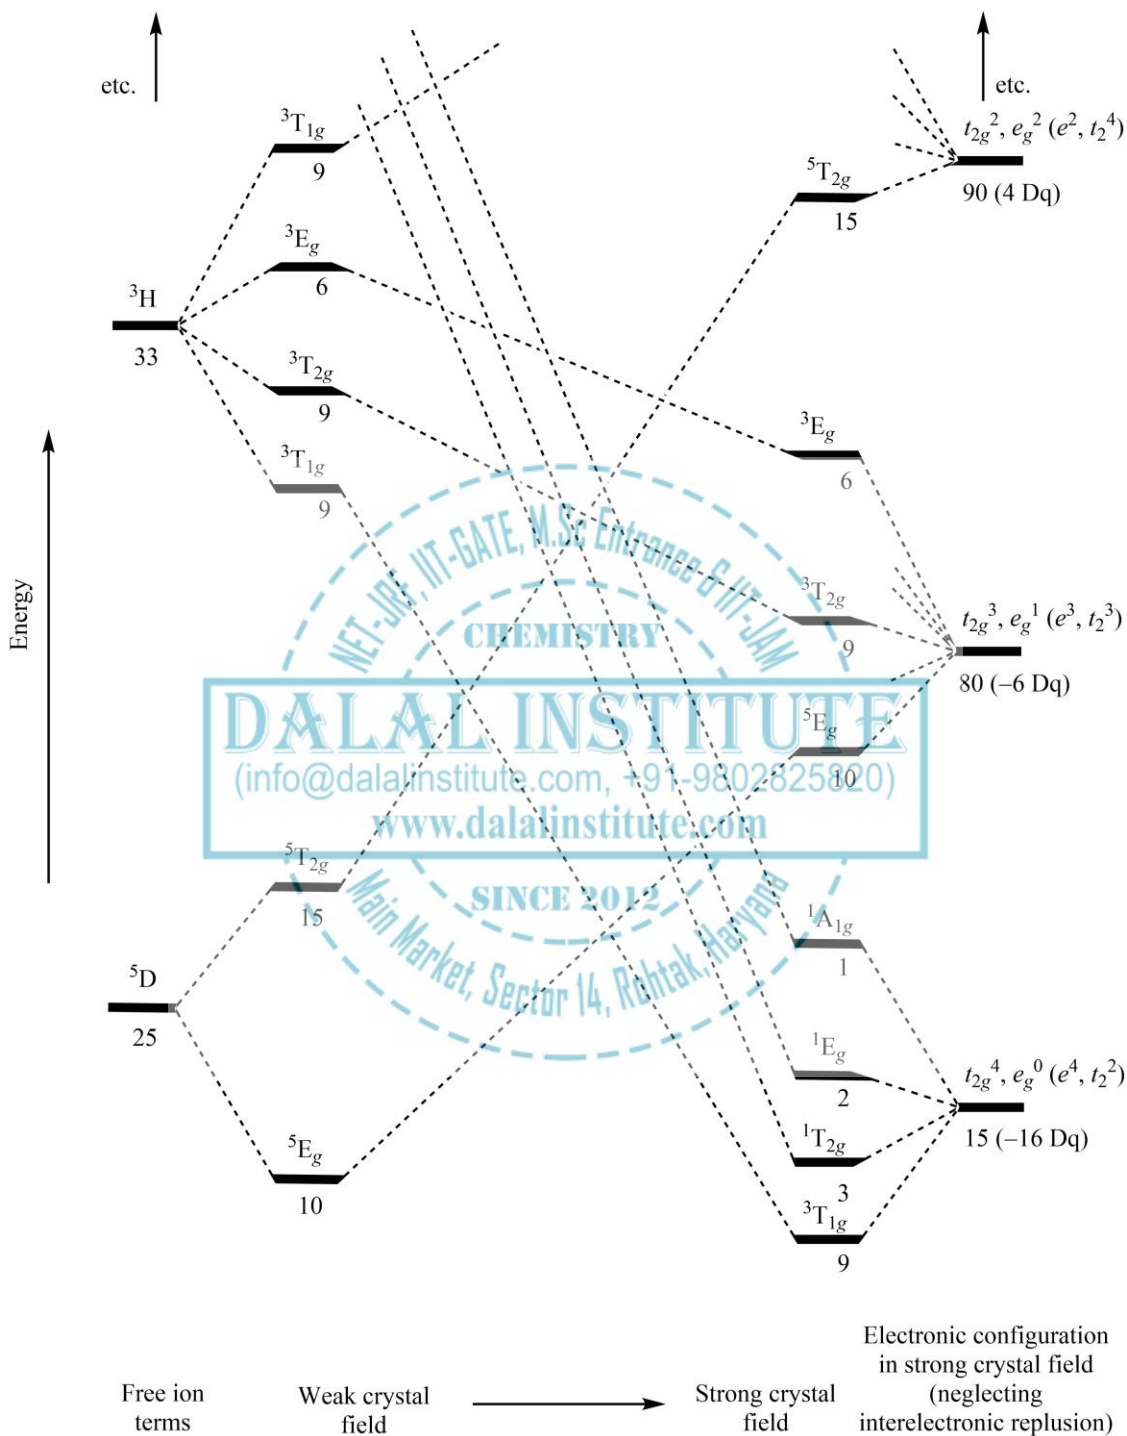 etc.
etc.
³T₁g
9
t₂g², eg² (e², t₂⁴)
90 (4 Dq)
⁵T₂g
15
³Eg
6
³H
33
³T₂g
9
³Eg
6
³T₁g
9
³T₂g
9
t₂g³, eg¹ (e³, t₂³)
80 (–6 Dq)
Energy
NET-JRF, IIT-GATE, M.Sc Entrance & IIT-JAM
CHEMISTRY
DALAL INSTITUTE
(info@dalalinstitute.com, +91-9802825820)
www.dalalinstitute.com
SINCE 2012
Main Market, Sector 14, Rohtak, Haryana
⁵Eg
10
⁵T₂g
15
¹A₁g
1
⁵D
25
¹Eg
2
t₂g⁴, eg⁰ (e⁴, t₂²)
15 (–16 Dq)
⁵Eg
10
¹T₂g
3
³T₁g
9
Free ion
terms
Weak crystal
field
Strong crystal
field
Electronic configuration
in strong crystal field
(neglecting
interelectronic replusion)